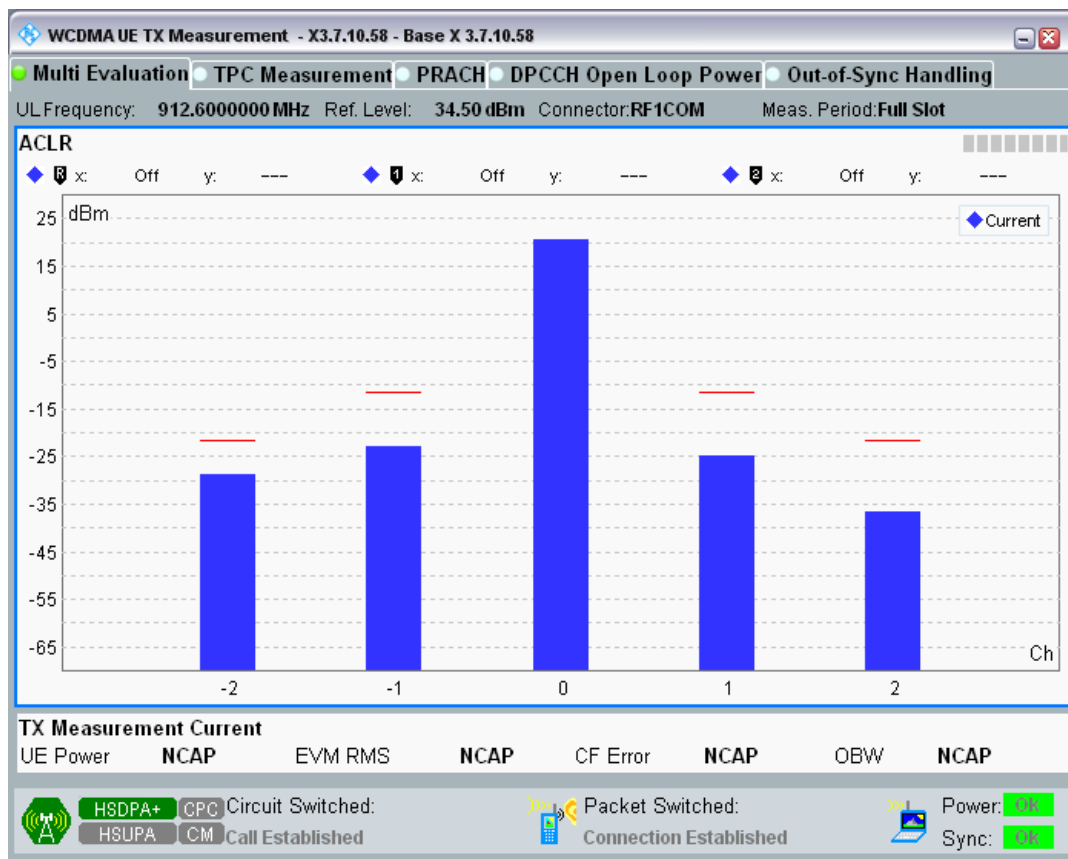 WCDMA UE TX Measurement - X3.7.10.58 - Base X 3.7.10.58
Multi Evaluation TPC Measurement PRACH DPCCH Open Loop Power Out-of-Sync Handling
UL Frequency: 912.6000000 MHz Ref. Level: 34.50 dBm Connector:RF1COM Meas. Period:Full Slot
ACLR
R x: Off y: --- 1 x: Off y: --- 2 x: Off y: ---
dBm
Current
25
15
5
-5
-15
-25
-35
-45
-55
-65
Ch
-2 -1 0 1 2
TX Measurement Current
UE Power NCAP EVM RMS NCAP CF Error NCAP OBW NCAP
HSDPA+ CPC Circuit Switched: Packet Switched: Power: OK
HSUPA CM Call Established Connection Established Sync: OK